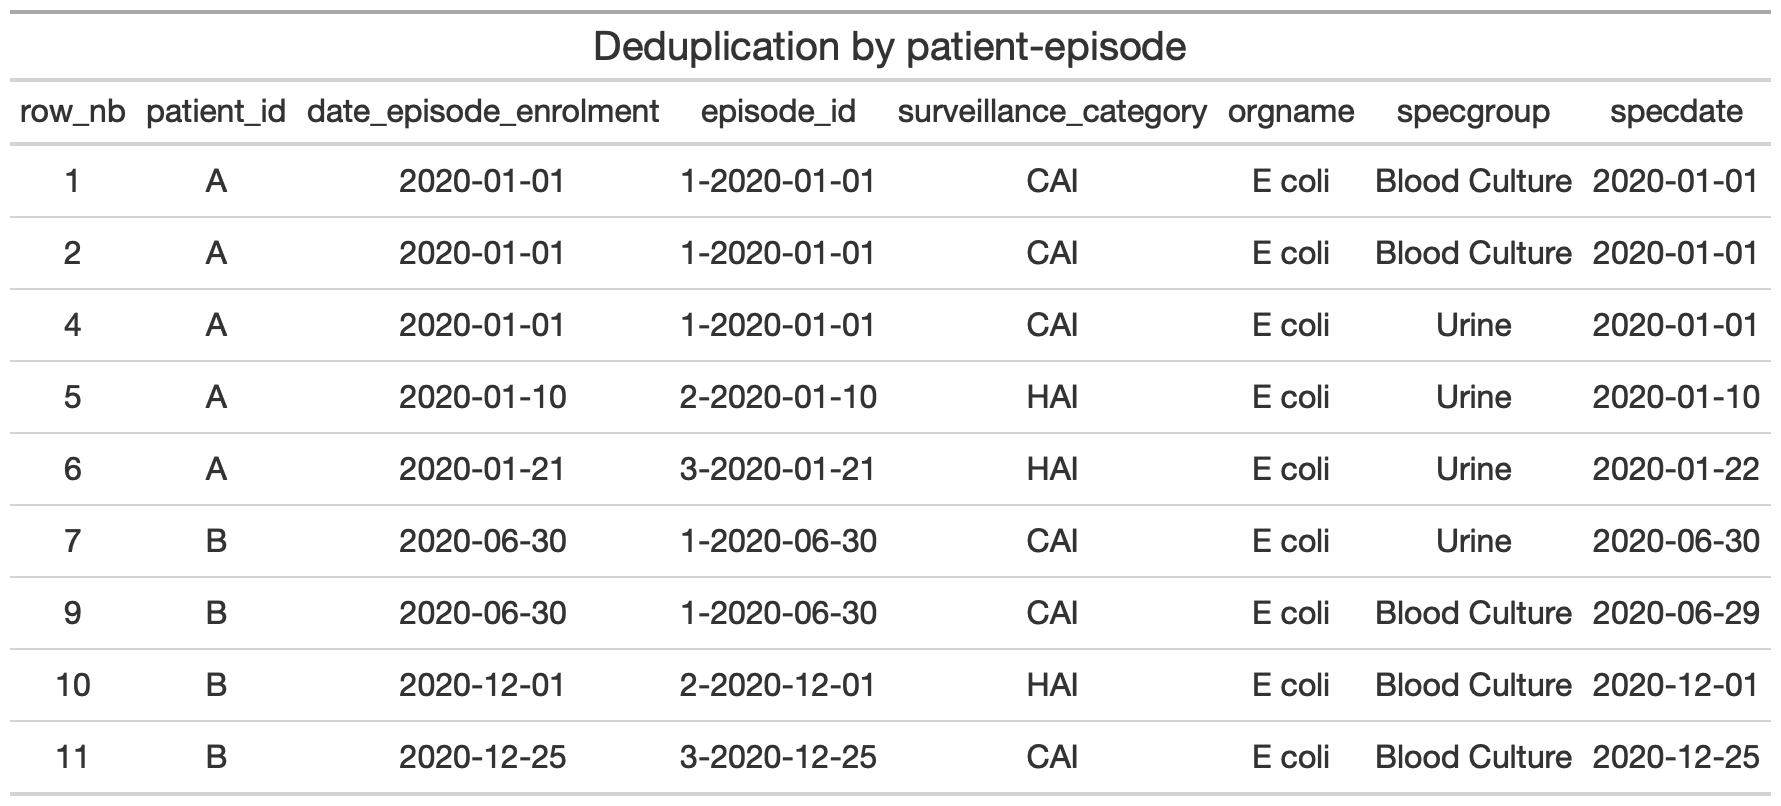 Deduplication by patient-episode
row_nb patient_id date_episode_enrolment episode_id surveillance_category orgname specgroup specdate
1 A 2020-01-01 1-2020-01-01 CAI E coli Blood Culture 2020-01-01
2 A 2020-01-01 1-2020-01-01 CAI E coli Blood Culture 2020-01-01
4 A 2020-01-01 1-2020-01-01 CAI E coli Urine 2020-01-01
5 A 2020-01-10 2-2020-01-10 HAI E coli Urine 2020-01-10
6 A 2020-01-21 3-2020-01-21 HAI E coli Urine 2020-01-22
7 B 2020-06-30 1-2020-06-30 CAI E coli Urine 2020-06-30
9 B 2020-06-30 1-2020-06-30 CAI E coli Blood Culture 2020-06-29
10 B 2020-12-01 2-2020-12-01 HAI E coli Blood Culture 2020-12-01
11 B 2020-12-25 3-2020-12-25 CAI E coli Blood Culture 2020-12-25